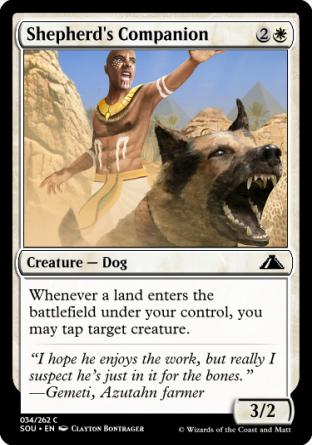 Shepherd's Companion 2
Creature — Dog
Whenever a land enters the
battlefield under your control, you
may tap target creature.
“I hope he enjoys the work, but really I
suspect he's just in it for the bones.”
—Gemeti, Azutahn farmer
3/2
034/262 C
SOU • EN Clayton Bontrager
© Wizards of the Coast and Matt